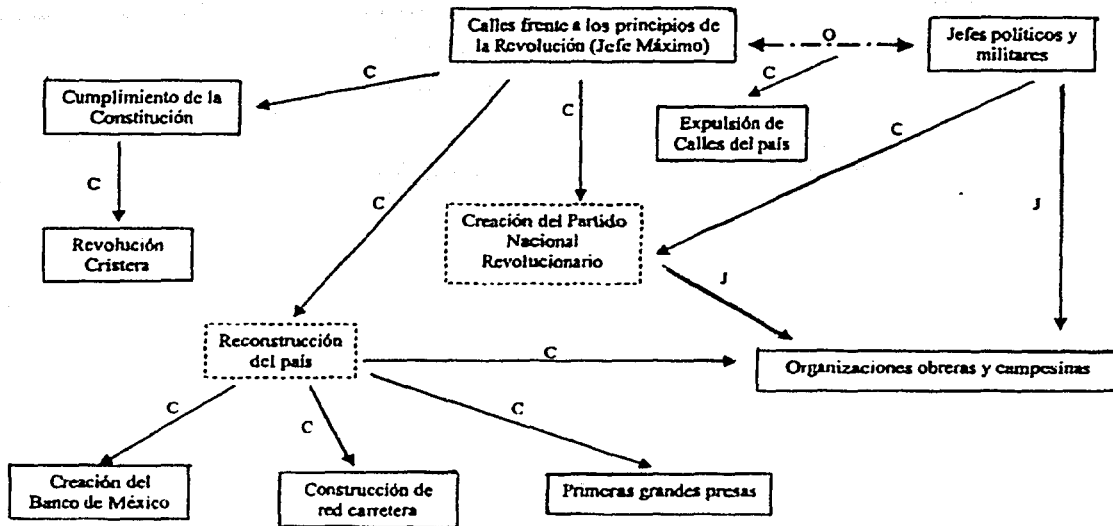 Calles frente a los principios de
la Revolución (Jefe Máximo)
O
Jefes políticos y
militares
C
C
Cumplimiento de la
Constitución
C
Expulsión de
Calles del país
C
C
C
J
Revolución
Cristera
Creación del Partido
Nacional
Revolucionario
J
Reconstrucción
del país
C
Organizaciones obreras y campesinas
C
C
C
Creación del
Banco de México
Construcción de
red carretera
Primeras grandes presas